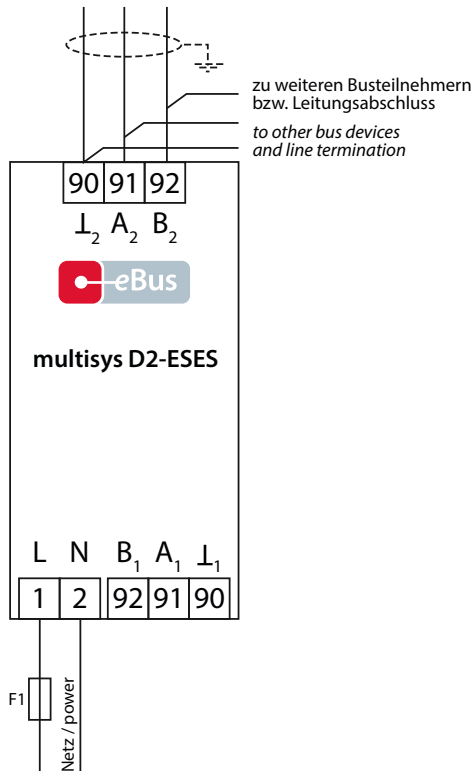 zu weiteren Busteilnehmern
bzw. Leitungsabschluss
to other bus devices
and line termination
90 91 92
⊥2 A2 B2
eBus
multisys D2-ESES
L N B1 A1 ⊥1
1 2 92 91 90
F1
Netz / power